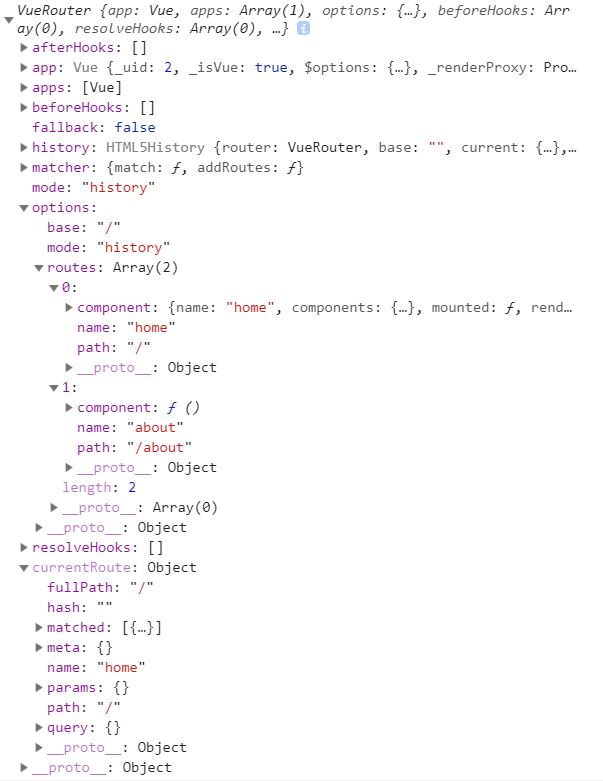 VueRouter {app: Vue, apps: Array(1), options: {…}, beforeHooks: Arr
ay(0), resolveHooks: Array(0), …} i
afterHooks: []
app: Vue {_uid: 2, _isVue: true, $options: {…}, _renderProxy: Pro…
apps: [Vue]
beforeHooks: []
fallback: false
history: HTML5History {router: VueRouter, base: "", current: {…},…
matcher: {match: ƒ, addRoutes: ƒ}
mode: "history"
options:
base: "/"
mode: "history"
routes: Array(2)
0:
component: {name: "home", components: {…}, mounted: ƒ, rend…
name: "home"
path: "/"
__proto__: Object
1:
component: ƒ ()
name: "about"
path: "/about"
__proto__: Object
length: 2
__proto__: Array(0)
__proto__: Object
resolveHooks: []
currentRoute: Object
fullPath: "/"
hash: ""
matched: [{…}]
meta: {}
name: "home"
params: {}
path: "/"
query: {}
__proto__: Object
__proto__: Object